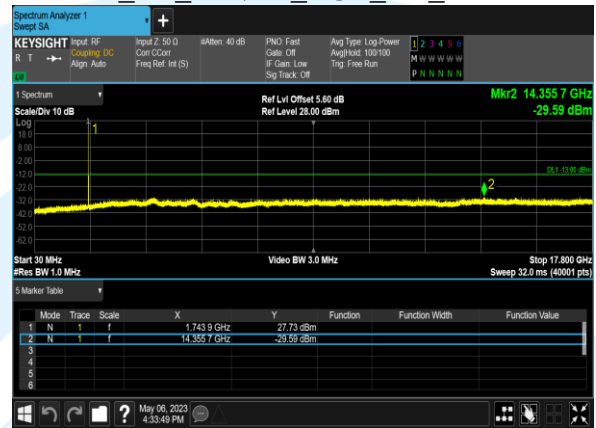 Spectrum Analyzer 1
Swept SA
+
KEYSIGHT Input: RF Input Z: 50 Ω #Atten: 40 dB PNO: Fast Avg Type: Log-Power 1 2 3 4 5 6
R T Coupling: DC Corr CCorr Gate: Off Avg|Hold: 100/100 M W W W W W
Align: Auto Freq Ref: Int (S) IF Gain: Low Trig: Free Run
Sig Track: Off P N N N N N
LV
1 Spectrum Ref Lvl Offset 5.60 dB Mkr2 14.355 7 GHz
Scale/Div 10 dB Ref Level 28.00 dBm -29.59 dBm
Log
1
18.0
8.00
-2.00
DL1 -13.00 dBm
-12.0
2
-22.0
-32.0
-42.0
-52.0
-62.0
Start 30 MHz Video BW 3.0 MHz Stop 17.800 GHz
#Res BW 1.0 MHz Sweep 32.0 ms (40001 pts)
5 Marker Table
Mode Trace Scale X Y Function Function Width Function Value
1 N 1 f 1.743 9 GHz 27.73 dBm
2 N 1 f 14.355 7 GHz -29.59 dBm
3
4
5
6
? May 06, 2023
4:33:49 PM